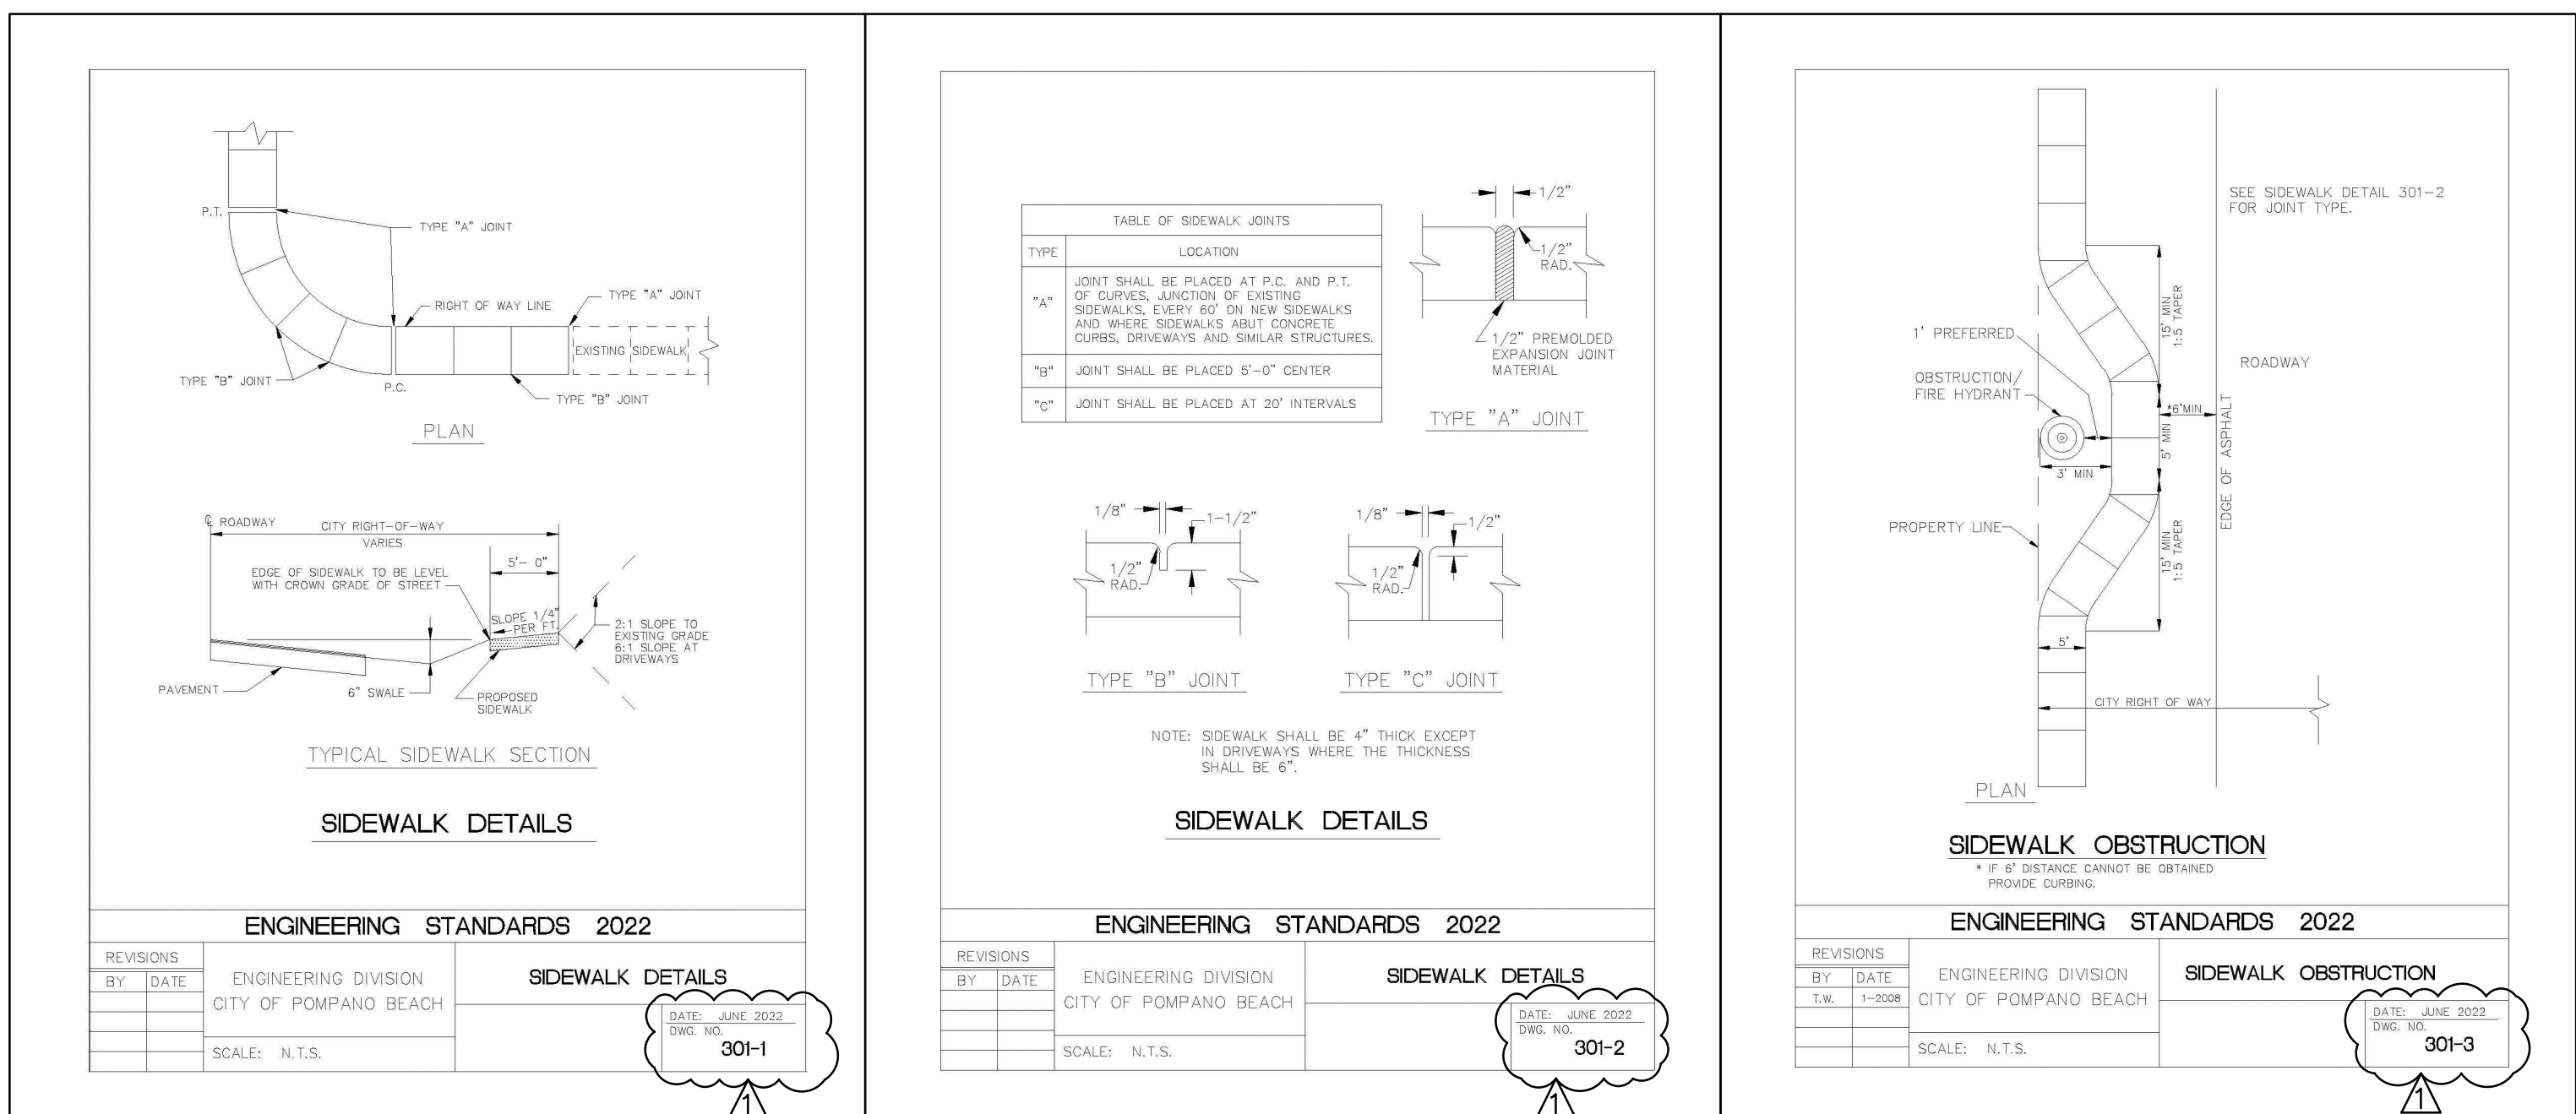 P.T.
TYPE "A" JOINT
RIGHT OF WAY LINE
TYPE "A" JOINT
EXISTING SIDEWALK
TYPE "B" JOINT
P.C.
TYPE "B" JOINT
PLAN
℄ ROADWAY
CITY RIGHT-OF-WAY
VARIES
5'- 0"
EDGE OF SIDEWALK TO BE LEVEL
WITH CROWN GRADE OF STREET
SLOPE 1/4"
PER FT.
2:1 SLOPE TO
EXISTING GRADE
6:1 SLOPE AT
DRIVEWAYS
PAVEMENT
6" SWALE
PROPOSED
SIDEWALK
TYPICAL SIDEWALK SECTION
SIDEWALK DETAILS
ENGINEERING STANDARDS 2022
REVISIONS
BY DATE
ENGINEERING DIVISION
CITY OF POMPANO BEACH
SCALE: N.T.S.
SIDEWALK DETAILS
DATE: JUNE 2022
DWG. NO.
301-1
1
TABLE OF SIDEWALK JOINTS
TYPE LOCATION
"A"
JOINT SHALL BE PLACED AT P.C. AND P.T.
OF CURVES, JUNCTION OF EXISTING
SIDEWALKS, EVERY 60' ON NEW SIDEWALKS
AND WHERE SIDEWALKS ABUT CONCRETE
CURBS, DRIVEWAYS AND SIMILAR STRUCTURES.
"B" JOINT SHALL BE PLACED 5'-0" CENTER
"C" JOINT SHALL BE PLACED AT 20' INTERVALS
1/2"
1/2"
RAD.
1/2" PREMOLDED
EXPANSION JOINT
MATERIAL
TYPE "A" JOINT
1/8"
1-1/2"
1/2"
RAD.
TYPE "B" JOINT
1/8"
1/2"
1/2"
RAD.
TYPE "C" JOINT
NOTE: SIDEWALK SHALL BE 4" THICK EXCEPT
IN DRIVEWAYS WHERE THE THICKNESS
SHALL BE 6".
SIDEWALK DETAILS
ENGINEERING STANDARDS 2022
REVISIONS
BY DATE
ENGINEERING DIVISION
CITY OF POMPANO BEACH
SCALE: N.T.S.
SIDEWALK DETAILS
DATE: JUNE 2022
DWG. NO.
301-2
1
SEE SIDEWALK DETAIL 301-2
FOR JOINT TYPE.
15' MIN
1:5 TAPER
1' PREFERRED
ROADWAY
OBSTRUCTION/
FIRE HYDRANT
*6'MIN
5' MIN
EDGE OF ASPHALT
3' MIN
PROPERTY LINE
15' MIN
1:5 TAPER
5'
CITY RIGHT OF WAY
PLAN
SIDEWALK OBSTRUCTION
* IF 6' DISTANCE CANNOT BE OBTAINED
PROVIDE CURBING.
ENGINEERING STANDARDS 2022
REVISIONS
BY DATE
T.W. 1-2008
ENGINEERING DIVISION
CITY OF POMPANO BEACH
SCALE: N.T.S.
SIDEWALK OBSTRUCTION
DATE: JUNE 2022
DWG. NO.
301-3
1